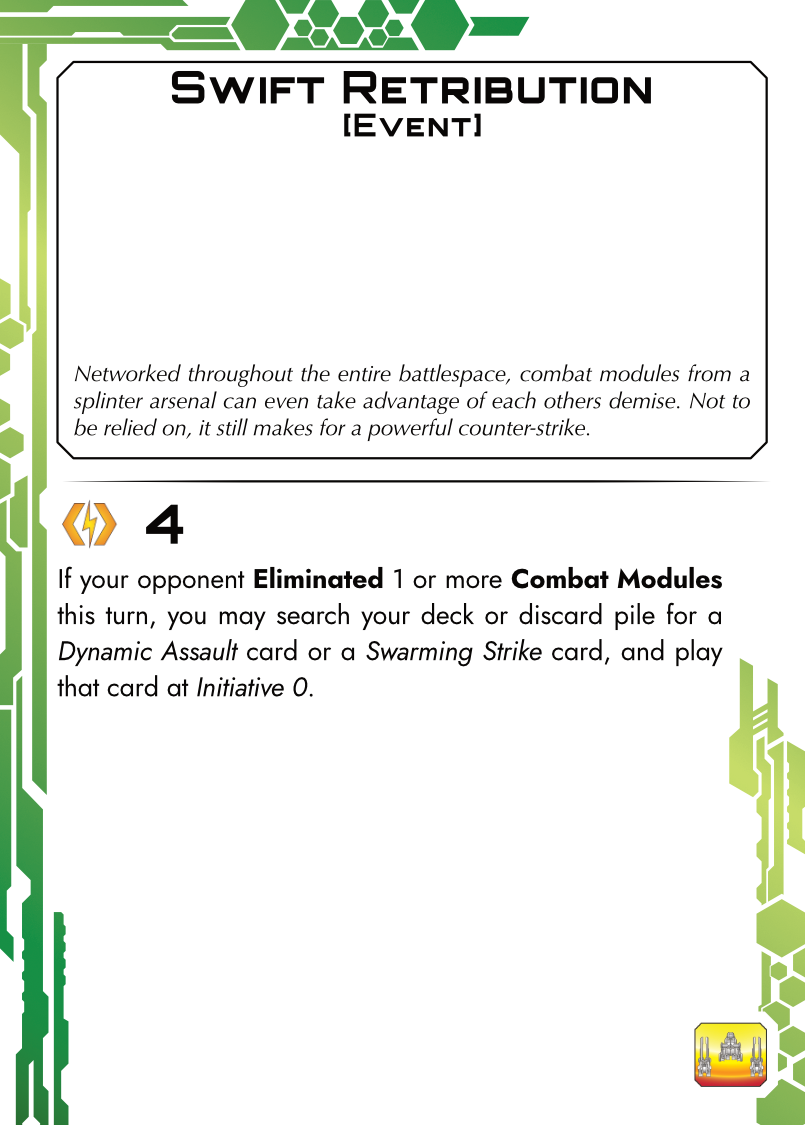 Swift Retribution
[Event]
Networked throughout the entire battlespace, combat modules from a
splinter arsenal can even take advantage of each others demise. Not to
be relied on, it still makes for a powerful counter-strike.
4
If your opponent Eliminated 1 or more Combat Modules
this turn, you may search your deck or discard pile for a
Dynamic Assault card or a Swarming Strike card, and play
that card at Initiative 0.